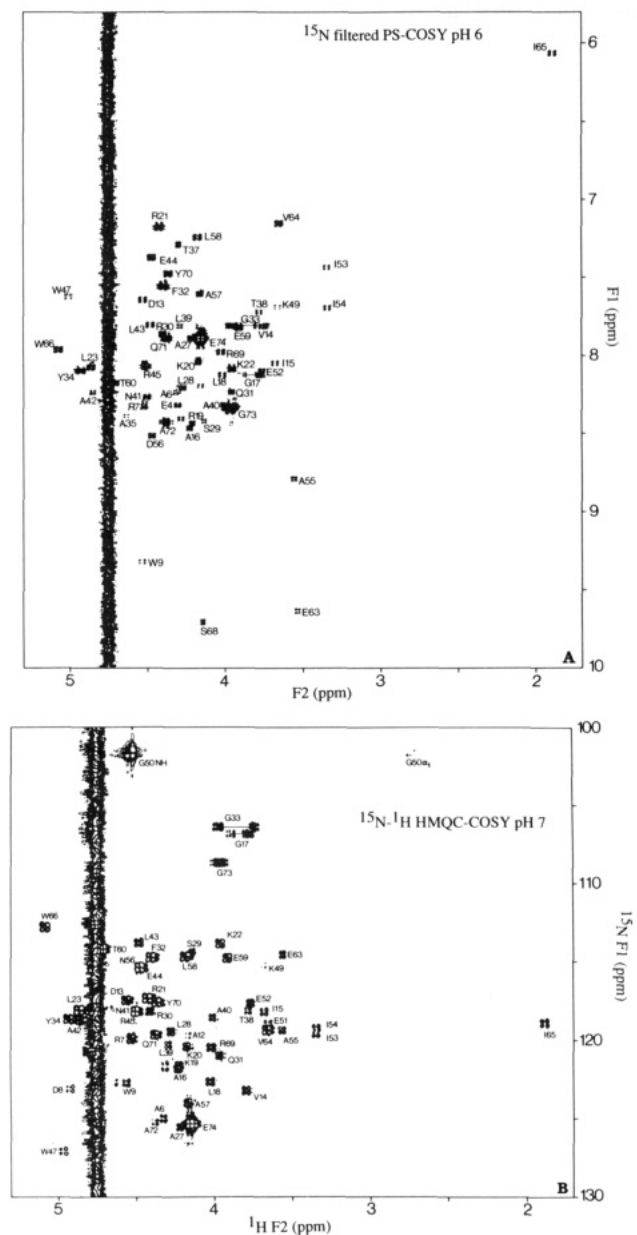 15N filtered PS-COSY pH 6
I65
6
R21
V64
7
L58
T37
E44
I53
Y70
W47
F32
A57
D13
T38
K49
I54
L43
R30
L39
G33
E59
V14
W66
Q71
A27
E74
8
L23
R69
K20
K22
I15
Y34
R45
T60
L28
L18
G17
E52
A42
N41
A6
Q31
R7
E4
A40
A35
R19
G73
A72
S29
D56
A16
A55
9
W9
E63
S68
F1 (ppm)
A
10
5
4
3
2
F2 (ppm)
100
G50NH
G50α1
G33
15N-1H HMQC-COSY pH 7
G17
G73
110
W66
L43
S29
K22
T60
F32
N56
L58
E59
E63
E44
K49
D13
R21
L23
Y70
E52
N41
A40
I15
Y34
R45
R30
T38
E51
I54
A42
L28
V64
A55
I53
I65
R7
Q71
A12
L39
K20
R69
120
K19
Q31
A16
D8
W9
L18
V14
A57
A6
A72
A27
E74
W47
15N F1 (ppm)
B
130
5
4
3
2
1H F2 (ppm)